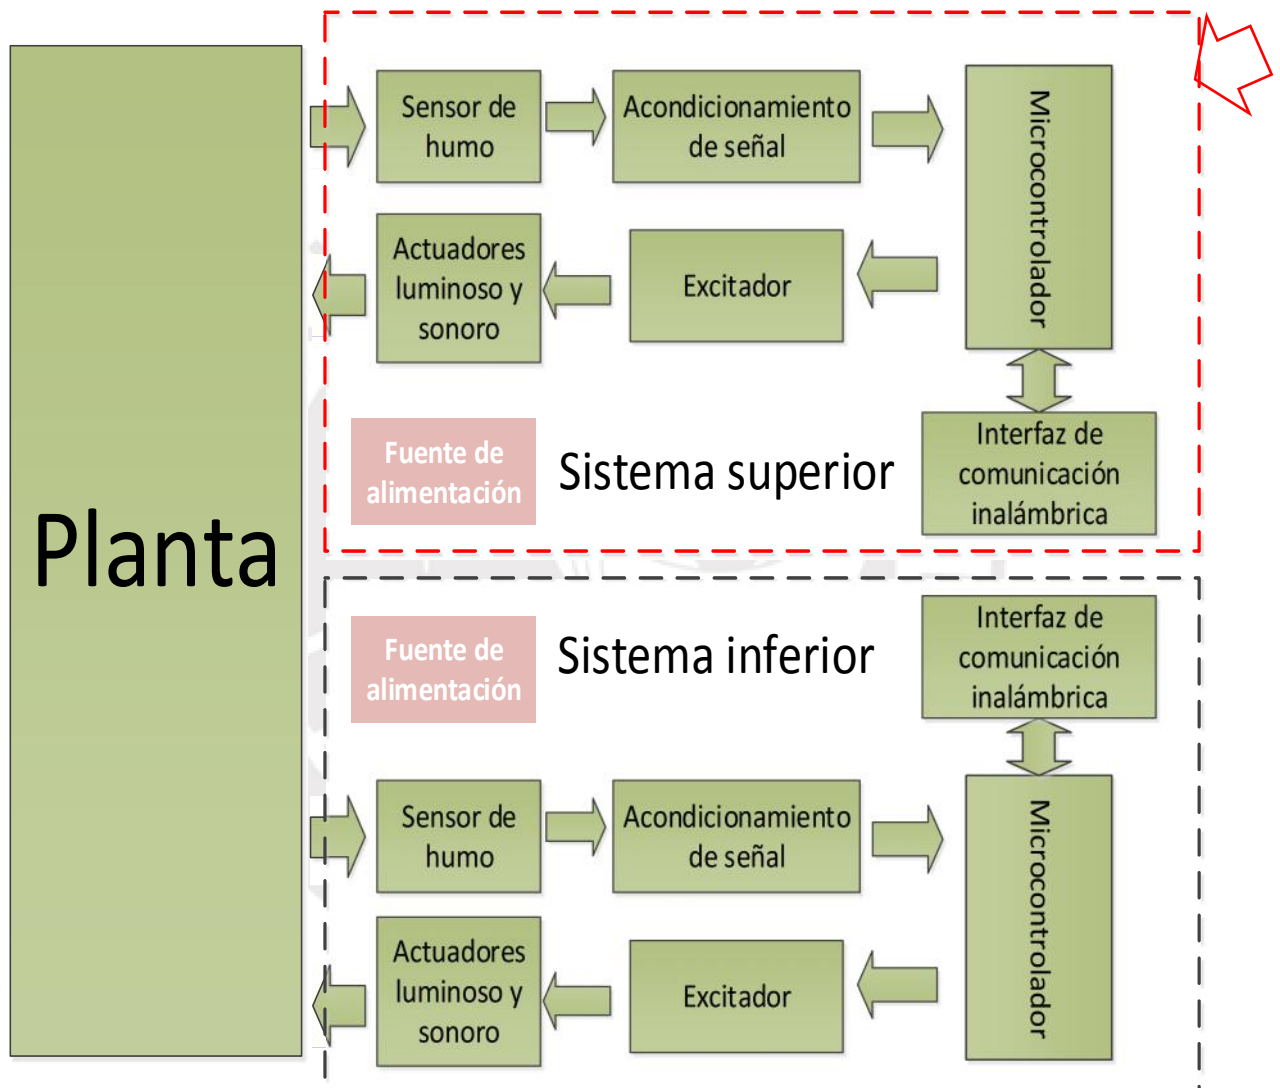 Planta
Sensor de
humo
Acondicionamiento
de señal
Microcontrolador
Actuadores
luminoso y
sonoro
Excitador
Fuente de
alimentación
Sistema superior
Interfaz de
comunicación
inalámbrica
Fuente de
alimentación
Sistema inferior
Interfaz de
comunicación
inalámbrica
Sensor de
humo
Acondicionamiento
de señal
Microcontrolador
Actuadores
luminoso y
sonoro
Excitador